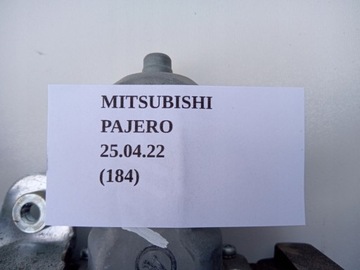 MITSUBISHI
PAJERO
25.04.22
(184)